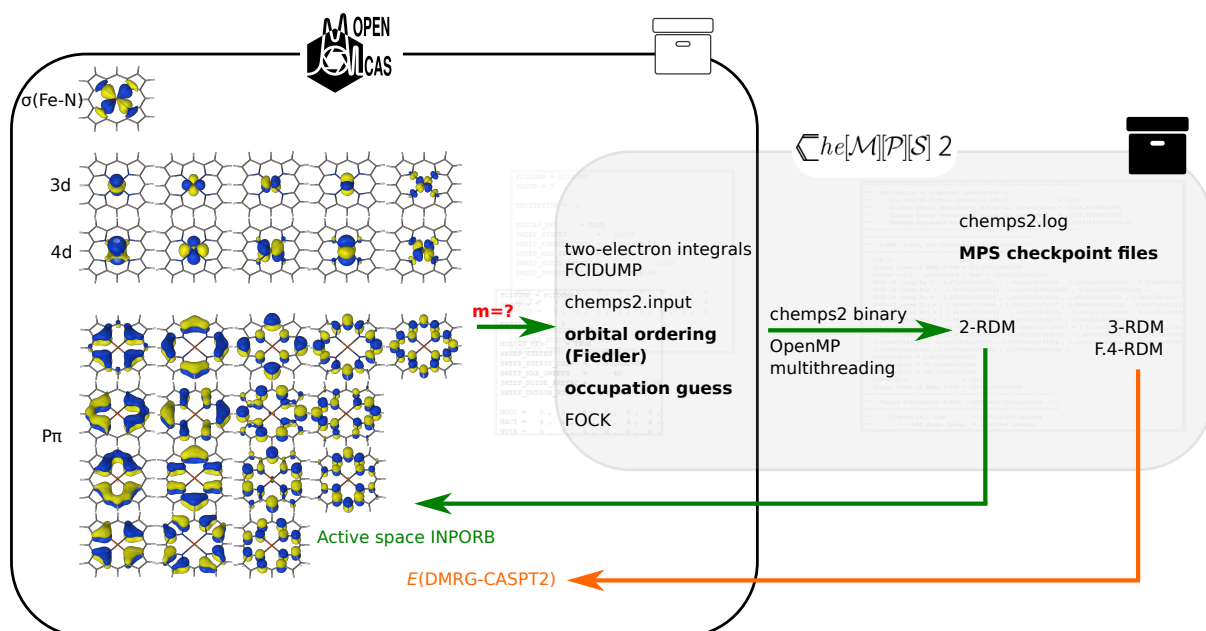 OPEN
CAS
σ(Fe-N)
3d
4d
Pπ
m=?
two-electron integrals
FCIDUMP
chemps2.input
orbital ordering
(Fiedler)
occupation guess
FOCK
Che[M][P][S] 2
chemps2 binary
OpenMP
multithreading
chemps2.log
MPS checkpoint files
2-RDM
3-RDM
F.4-RDM
Active space INPORB
E(DMRG-CASPT2)